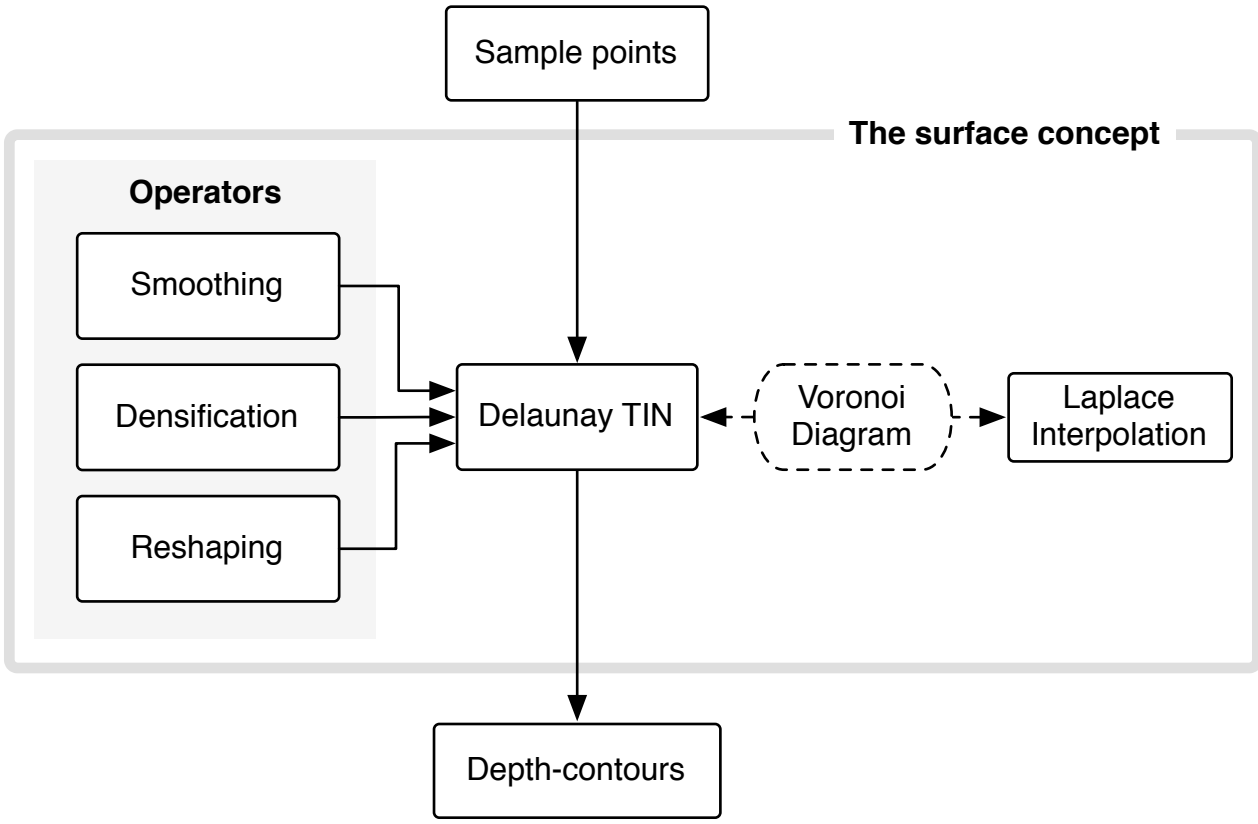 Sample points
The surface concept
Operators
Smoothing
Densification
Reshaping
Delaunay TIN
Voronoi
Diagram
Laplace
Interpolation
Depth-contours